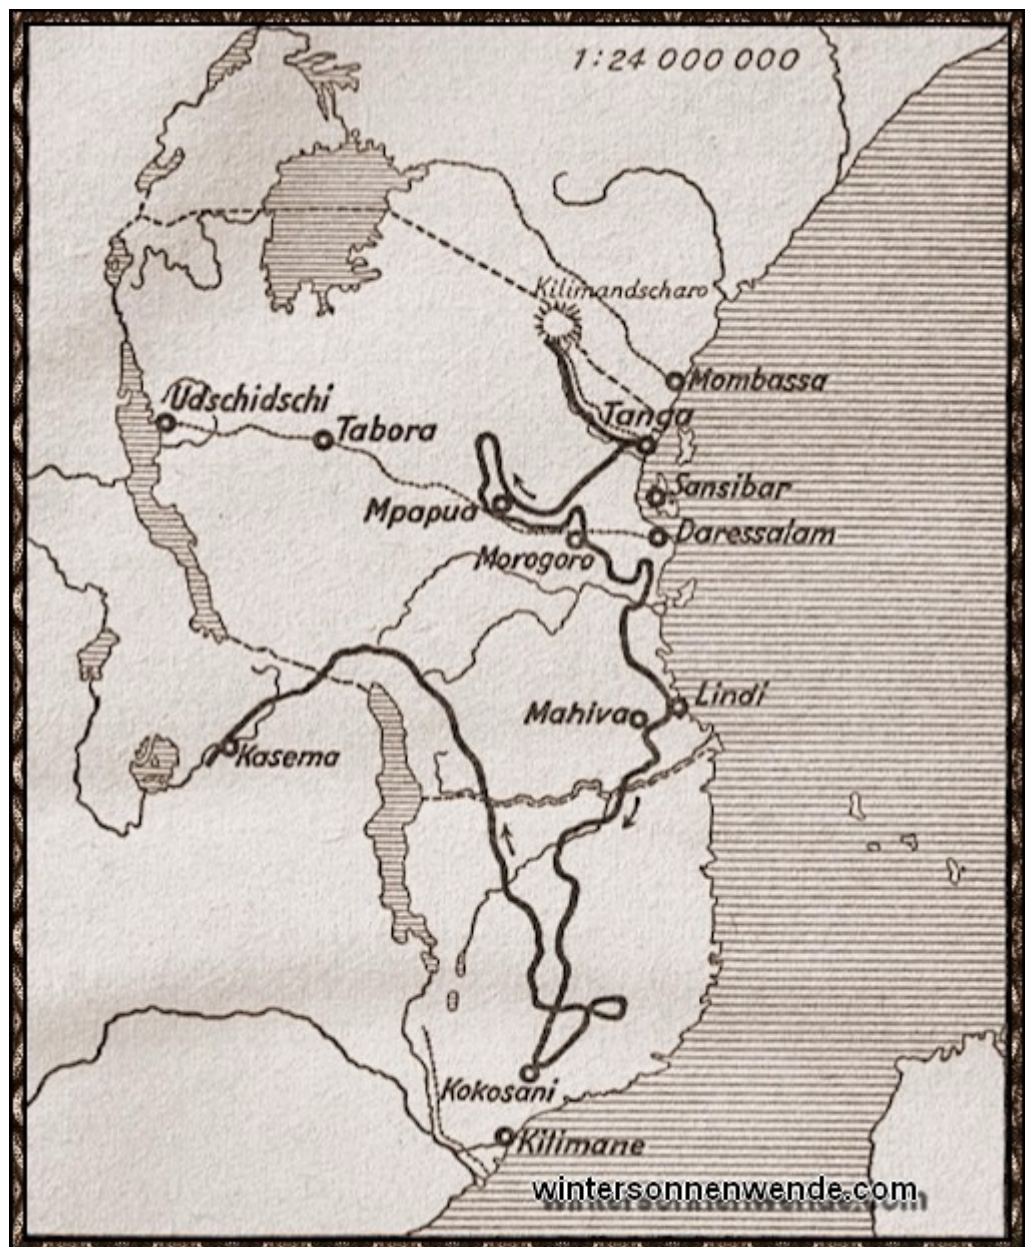 1:24 000 000
Kilimandscharo
Mombassa
Udschidschi
Tanga
Tabora
Sansibar
Mpapua
Daressalam
Morogoro
Lindi
Mahiva
Kasema
Kokosani
Kilimane
wintersonnenwende.com